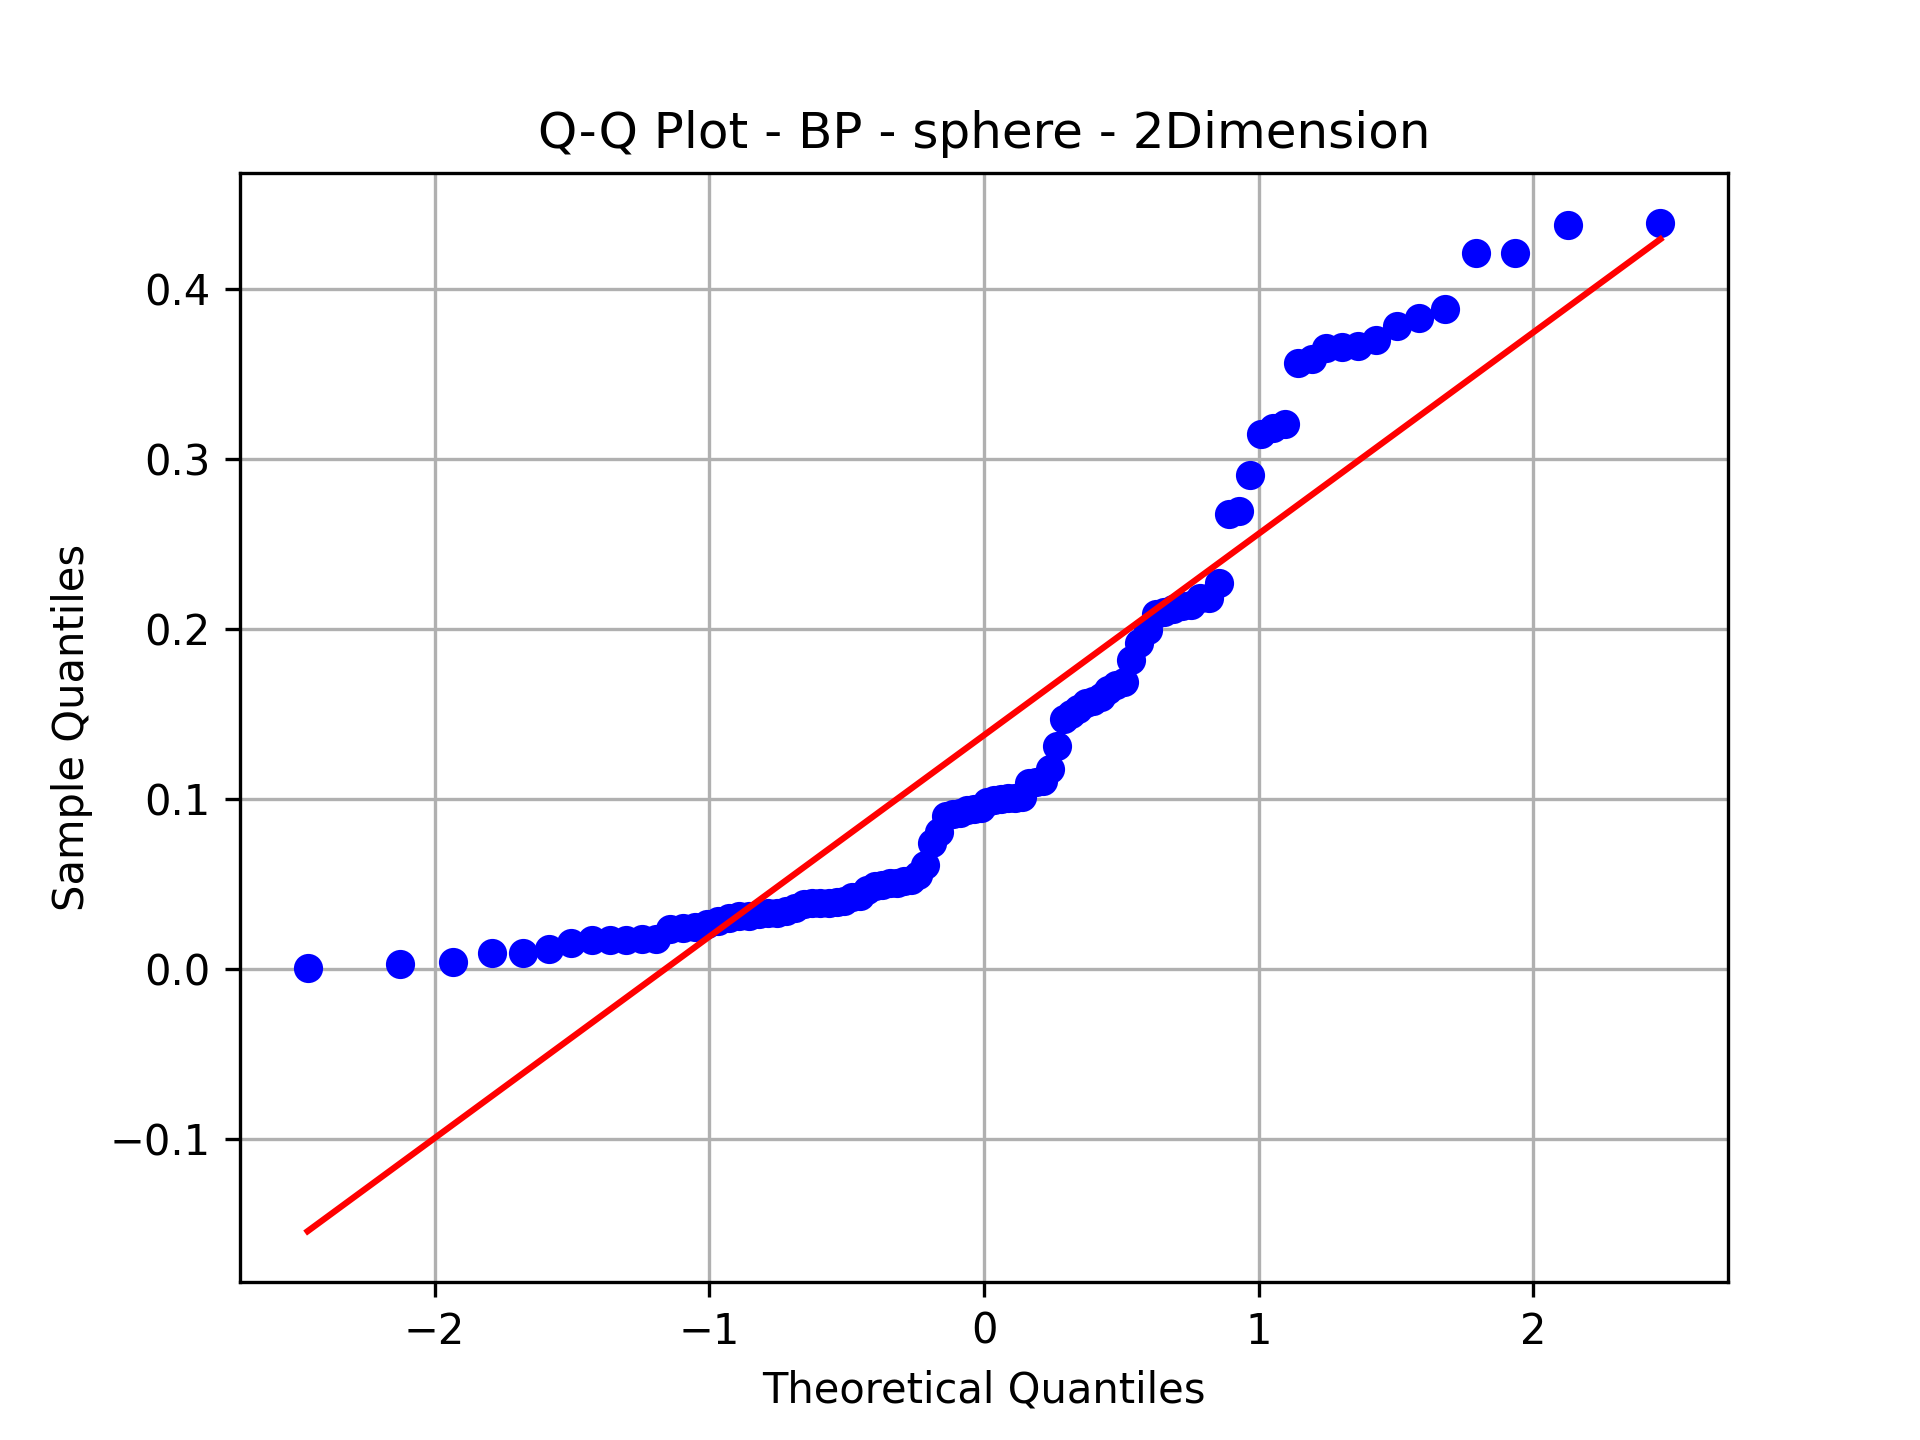 Q-Q Plot - BP - sphere - 2Dimension
Sample Quantiles
0.4
0.3
0.2
0.1
0.0
−0.1
−2 −1 0 1 2
Theoretical Quantiles